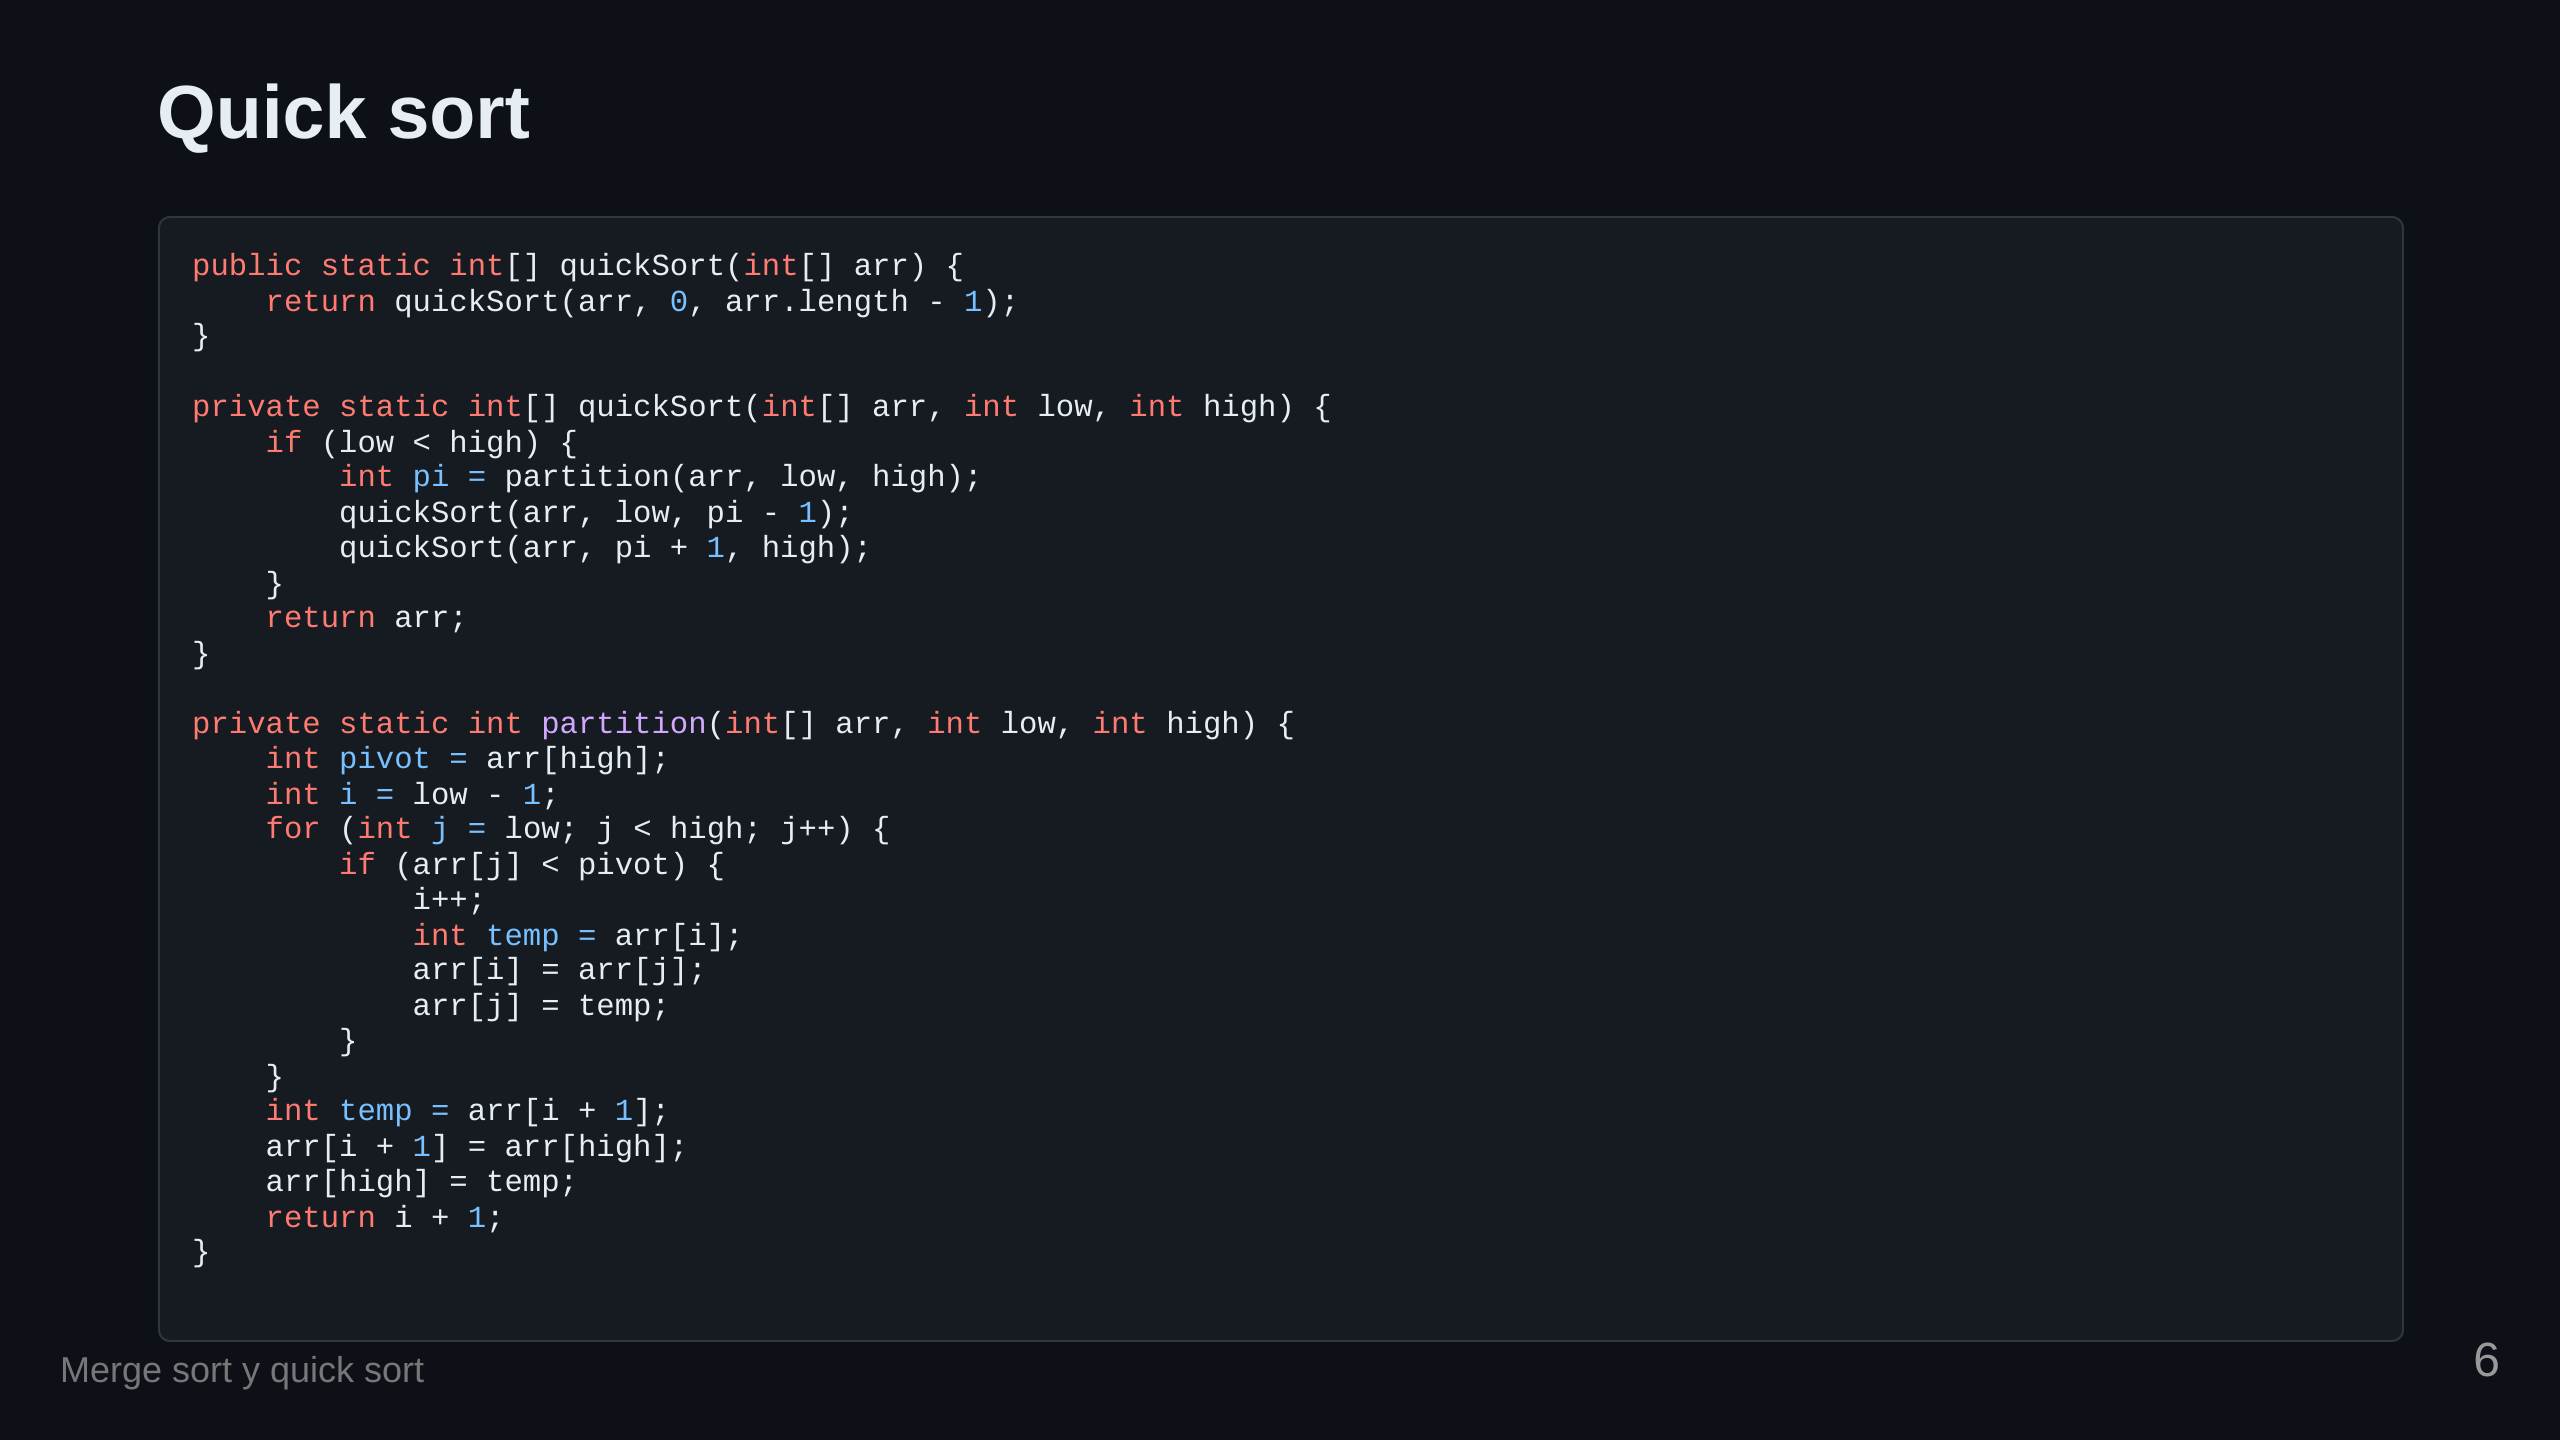 Quick sort
public static int[] quickSort(int[] arr) {
    return quickSort(arr, 0, arr.length - 1);
}

private static int[] quickSort(int[] arr, int low, int high) {
    if (low < high) {
        int pi = partition(arr, low, high);
        quickSort(arr, low, pi - 1);
        quickSort(arr, pi + 1, high);
    }
    return arr;
}

private static int partition(int[] arr, int low, int high) {
    int pivot = arr[high];
    int i = low - 1;
    for (int j = low; j < high; j++) {
        if (arr[j] < pivot) {
            i++;
            int temp = arr[i];
            arr[i] = arr[j];
            arr[j] = temp;
        }
    }
    int temp = arr[i + 1];
    arr[i + 1] = arr[high];
    arr[high] = temp;
    return i + 1;
}
Merge sort y quick sort
6